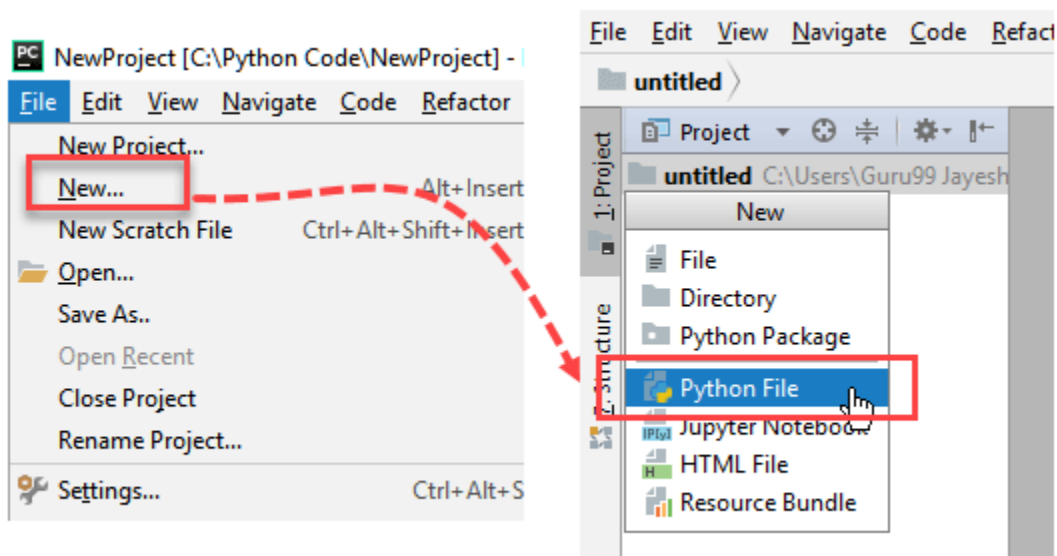 PC NewProject [C:\Python Code\NewProject] -
File Edit View Navigate Code Refactor
New Project...
New... Alt+Insert
New Scratch File Ctrl+Alt+Shift+Insert
Open...
Save As..
Open Recent
Close Project
Rename Project...
Settings... Ctrl+Alt+S
File Edit View Navigate Code Refact
untitled
Project
1: Project
untitled C:\Users\Guru99 Jayesh
New
File
Directory
Python Package
Python File
IP[y] Jupyter Notebook
H HTML File
Resource Bundle
Structure